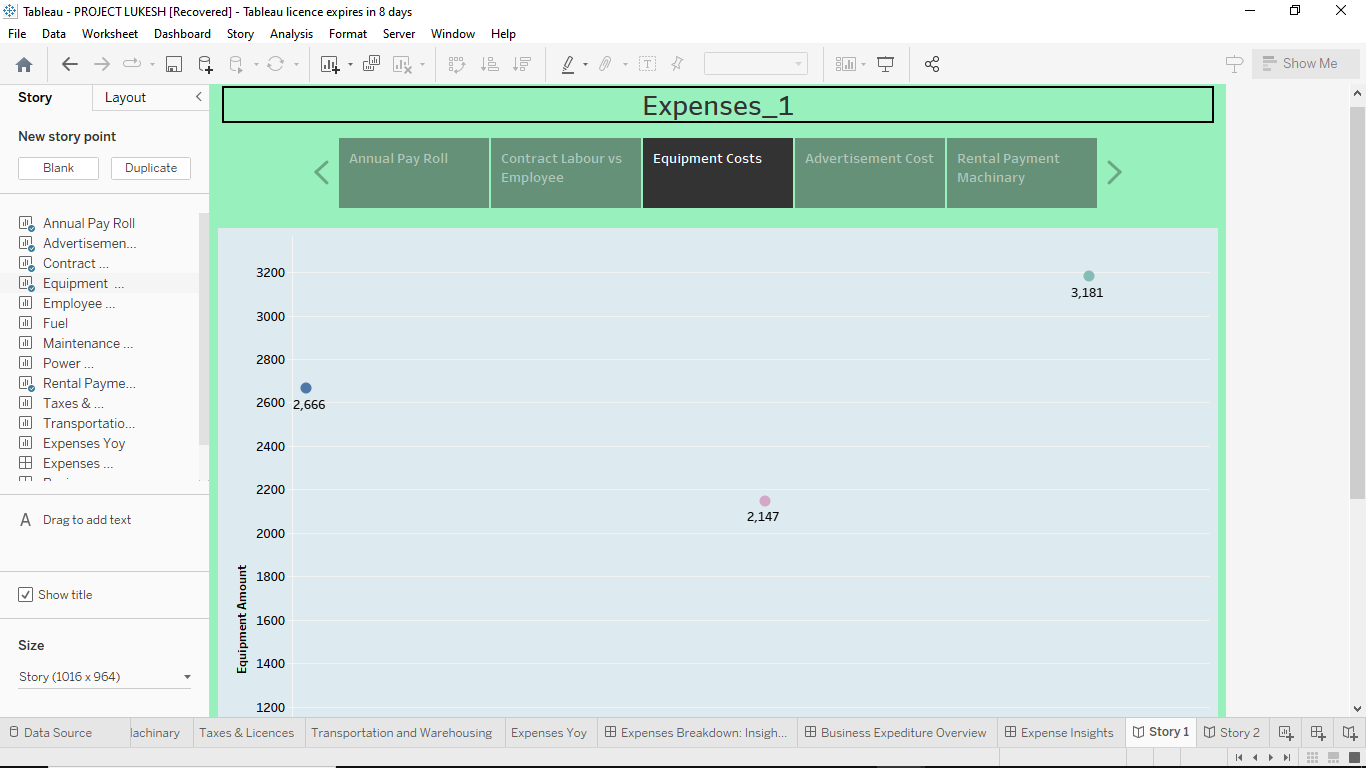 Tableau - PROJECT LUKESH [Recovered] - Tableau licence expires in 8 days
File Data Worksheet Dashboard Story Analysis Format Server Window Help
Show Me
Story Layout
New story point
Blank Duplicate
Annual Pay Roll
Advertisemen...
Contract ...
Equipment ...
Employee ...
Fuel
Maintenance ...
Power ...
Rental Payme...
Taxes & ...
Transportatio...
Expenses Yoy
Expenses ...
A Drag to add text
Show title
Size
Story (1016 x 964)
Expenses_1
Annual Pay Roll
Contract Labour vs
Employee
Equipment Costs
Advertisement Cost
Rental Payment
Machinary
3200
3,181
3000
2800
2600
2,666
2400
2200
2,147
2000
1800
1600
1400
1200
Equipment Amount
Data Source lachinary Taxes & Licences Transportation and Warehousing Expenses Yoy Expenses Breakdown: Insigh... Business Expediture Overview Expense Insights Story 1 Story 2